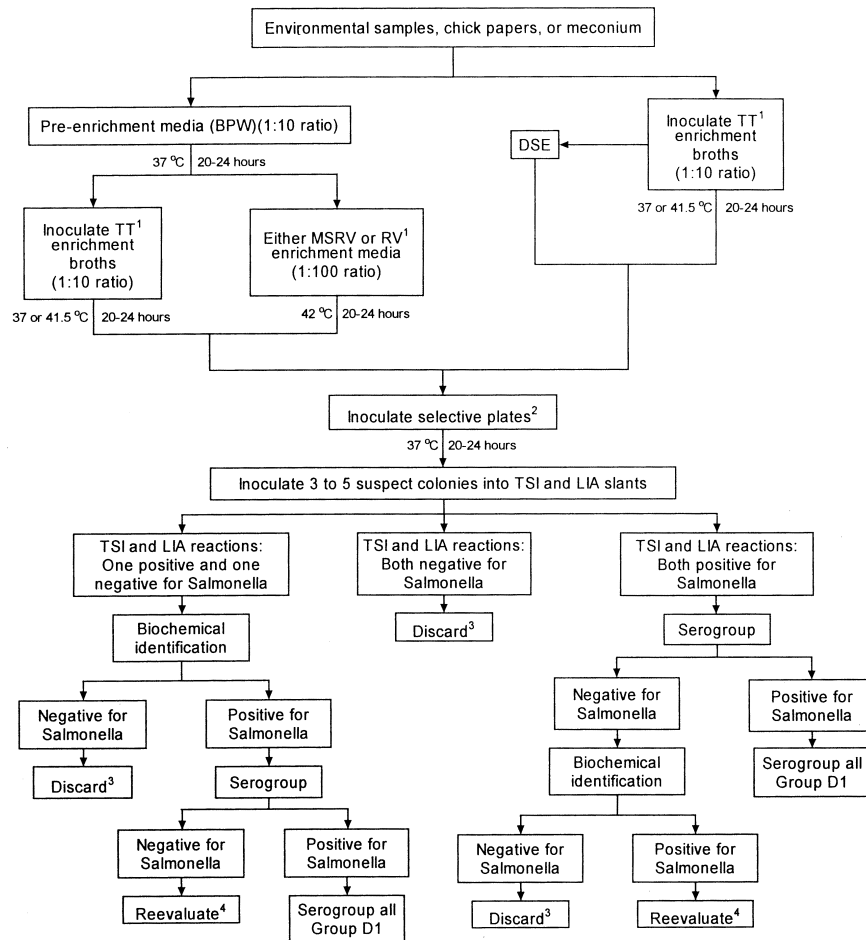 Environmental samples, chick papers, or meconium
Pre-enrichment media (BPW)(1:10 ratio)
Inoculate TT¹
enrichment
broths
(1:10 ratio)
DSE
37 °C 20-24 hours
37 or 41.5 °C 20-24 hours
Inoculate TT¹
enrichment
broths
(1:10 ratio)
Either MSRV or RV¹
enrichment media
(1:100 ratio)
37 or 41.5 °C 20-24 hours
42 °C 20-24 hours
Inoculate selective plates²
37 °C 20-24 hours
Inoculate 3 to 5 suspect colonies into TSI and LIA slants
TSI and LIA reactions:
One positive and one
negative for Salmonella
TSI and LIA reactions:
Both negative for
Salmonella
TSI and LIA reactions:
Both positive for
Salmonella
Biochemical
identification
Discard³
Serogroup
Negative for
Salmonella
Positive for
Salmonella
Negative for
Salmonella
Positive for
Salmonella
Discard³
Serogroup
Biochemical
identification
Serogroup all
Group D1
Negative for
Salmonella
Positive for
Salmonella
Negative for
Salmonella
Positive for
Salmonella
Reevaluate⁴
Serogroup all
Group D1
Discard³
Reevaluate⁴